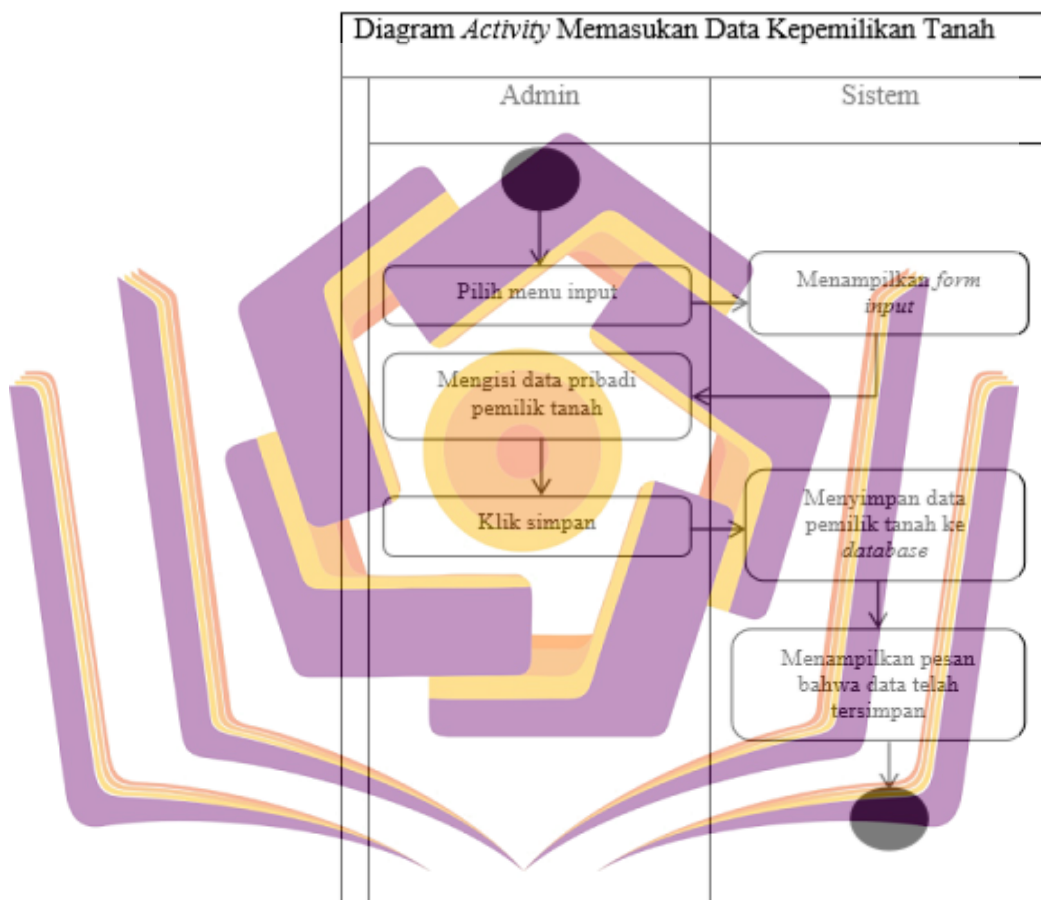 Diagram Activity Memasukan Data Kepemilikan Tanah
Admin
Sistem
Pilih menu input
Menampilkan form
input
Mengisi data pribadi
pemilik tanah
Klik simpan
Menyimpan data
pemilik tanah ke
database
Menampilkan pesan
bahwa data telah
tersimpan